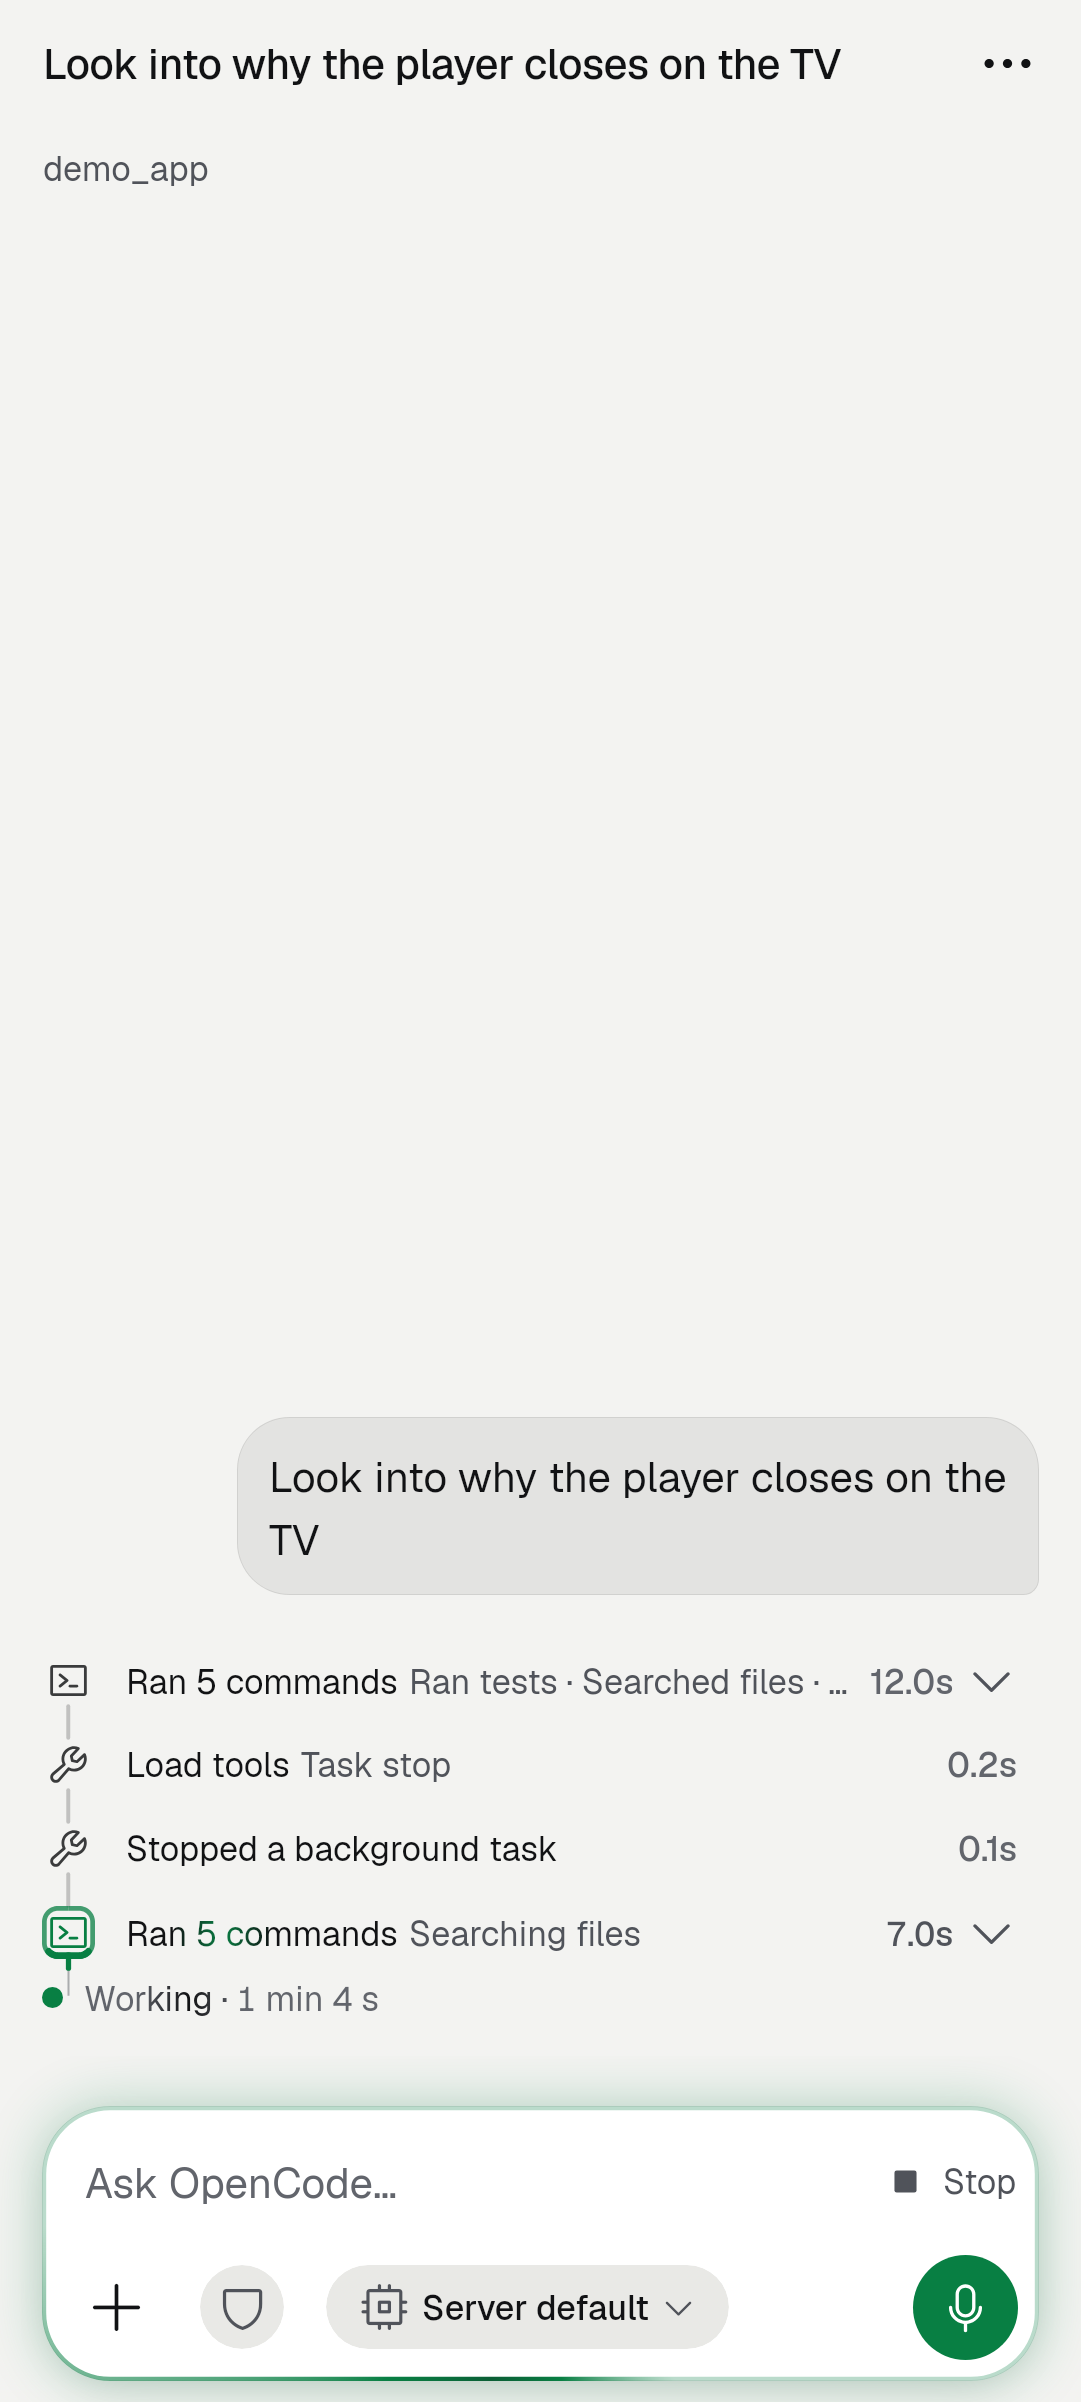 Look into why the player closes on the TV
demo_app
Look into why the player closes on the
TV
Ran 5 commands Ran tests · Searched files · … 12.0s
Load tools Task stop 0.2s
Stopped a background task 0.1s
Ran 5 commands Searching files 7.0s
Working · 1 min 4 s
Ask OpenCode… Stop
Server default